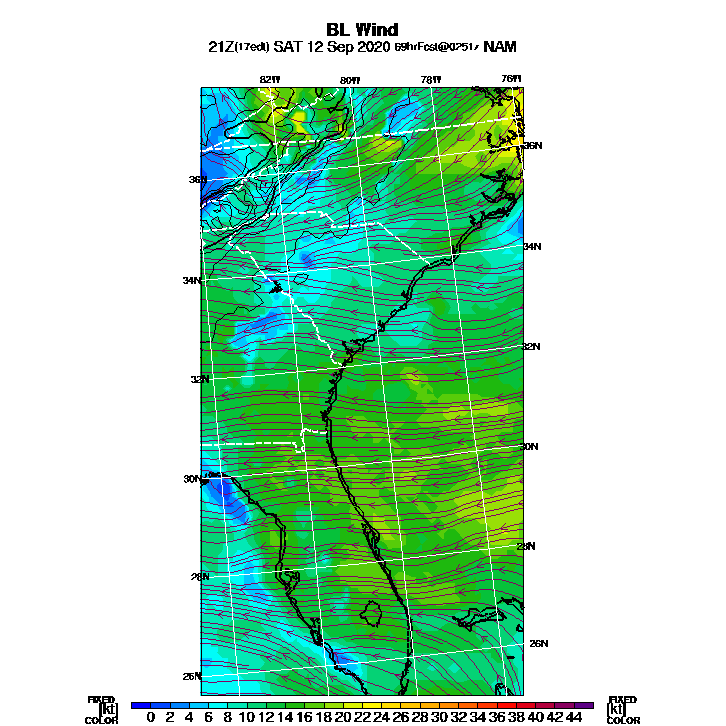 BL Wind
21Z(17edt) SAT 12 Sep 2020 69hrFcst@0251z NAM
82W 80W 78W 76W
36N
36N
34N
34N
32N
32N
30N
30N
28N
28N
26N
26N
FIXED FIXED
[kt] 0 2 4 6 8 10 12 14 16 18 20 22 24 26 28 30 32 34 36 38 40 42 44 [kt]
COLOR COLOR